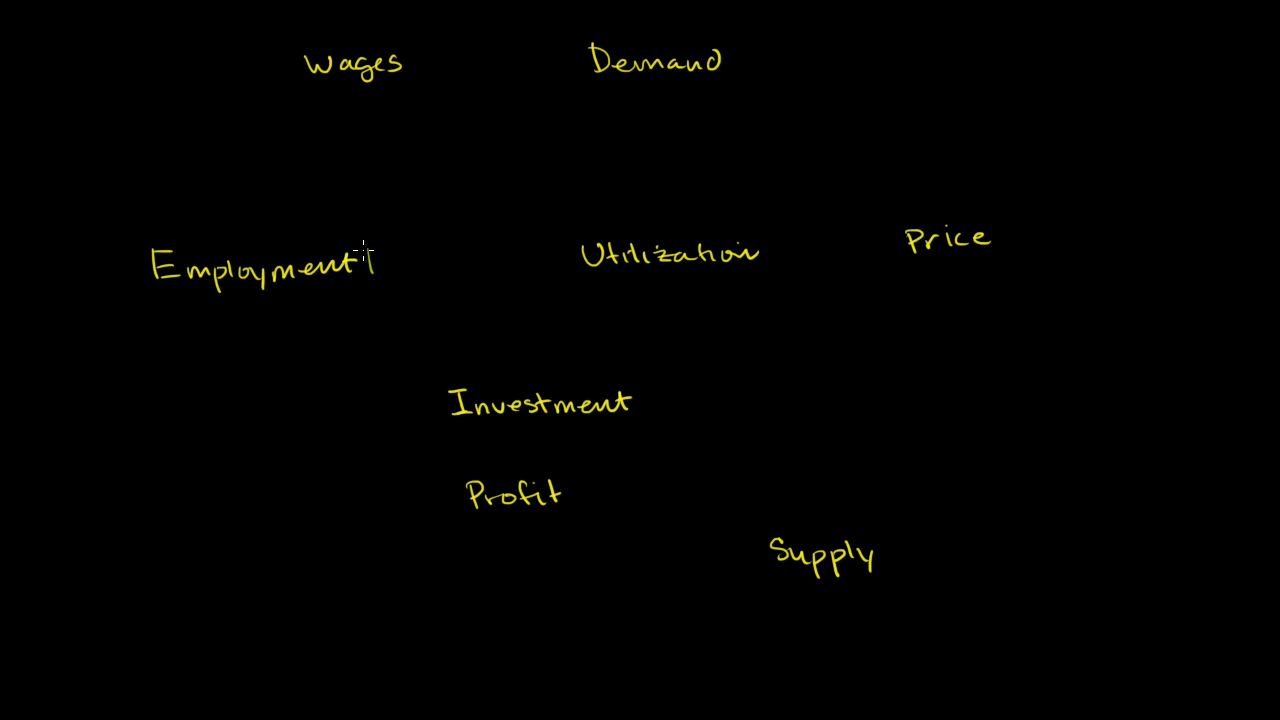 Wages Demand
Employment Utilization Price
Investment
Profit
Supply